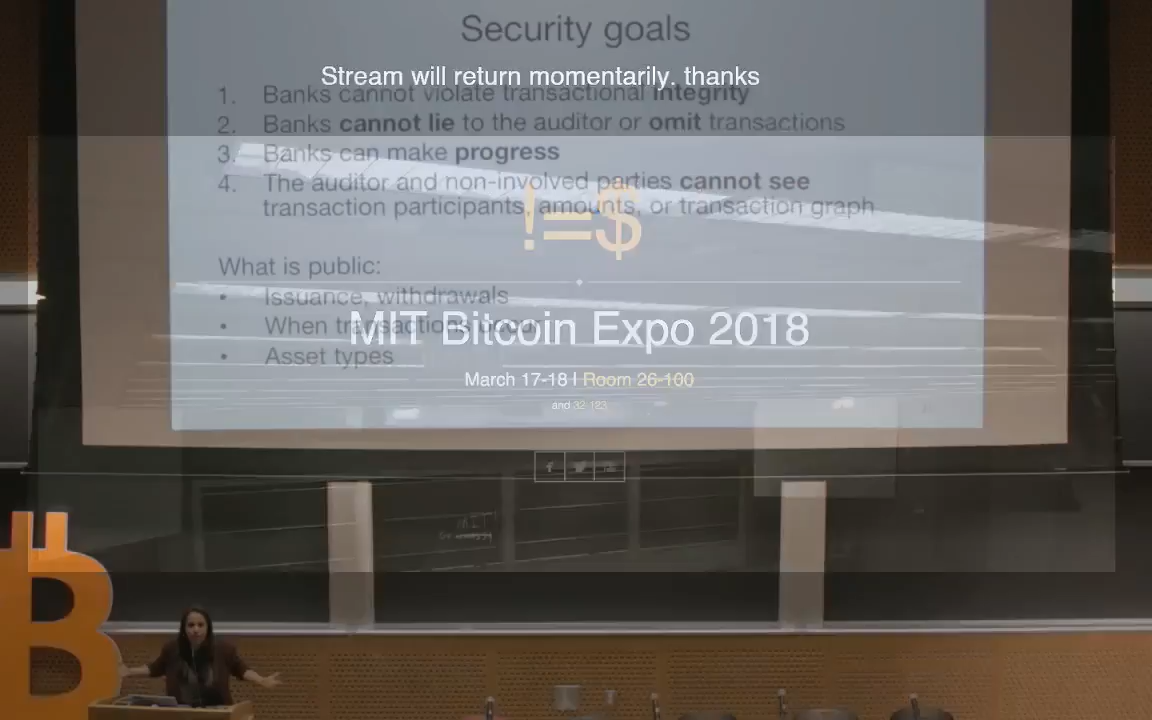 Security goals
Stream will return momentarily. thanks
1. Banks cannot violate transactional integrity
2. Banks cannot lie to the auditor or omit transactions
3. Banks can make progress
4. The auditor and non-involved parties cannot see
transaction participants, amounts, or transaction graph
!=$
What is public:
• Issuance, withdrawals
• When transactions occur
MIT Bitcoin Expo 2018
• Asset types
March 17-18 | Room 26-100
and 32-123
B